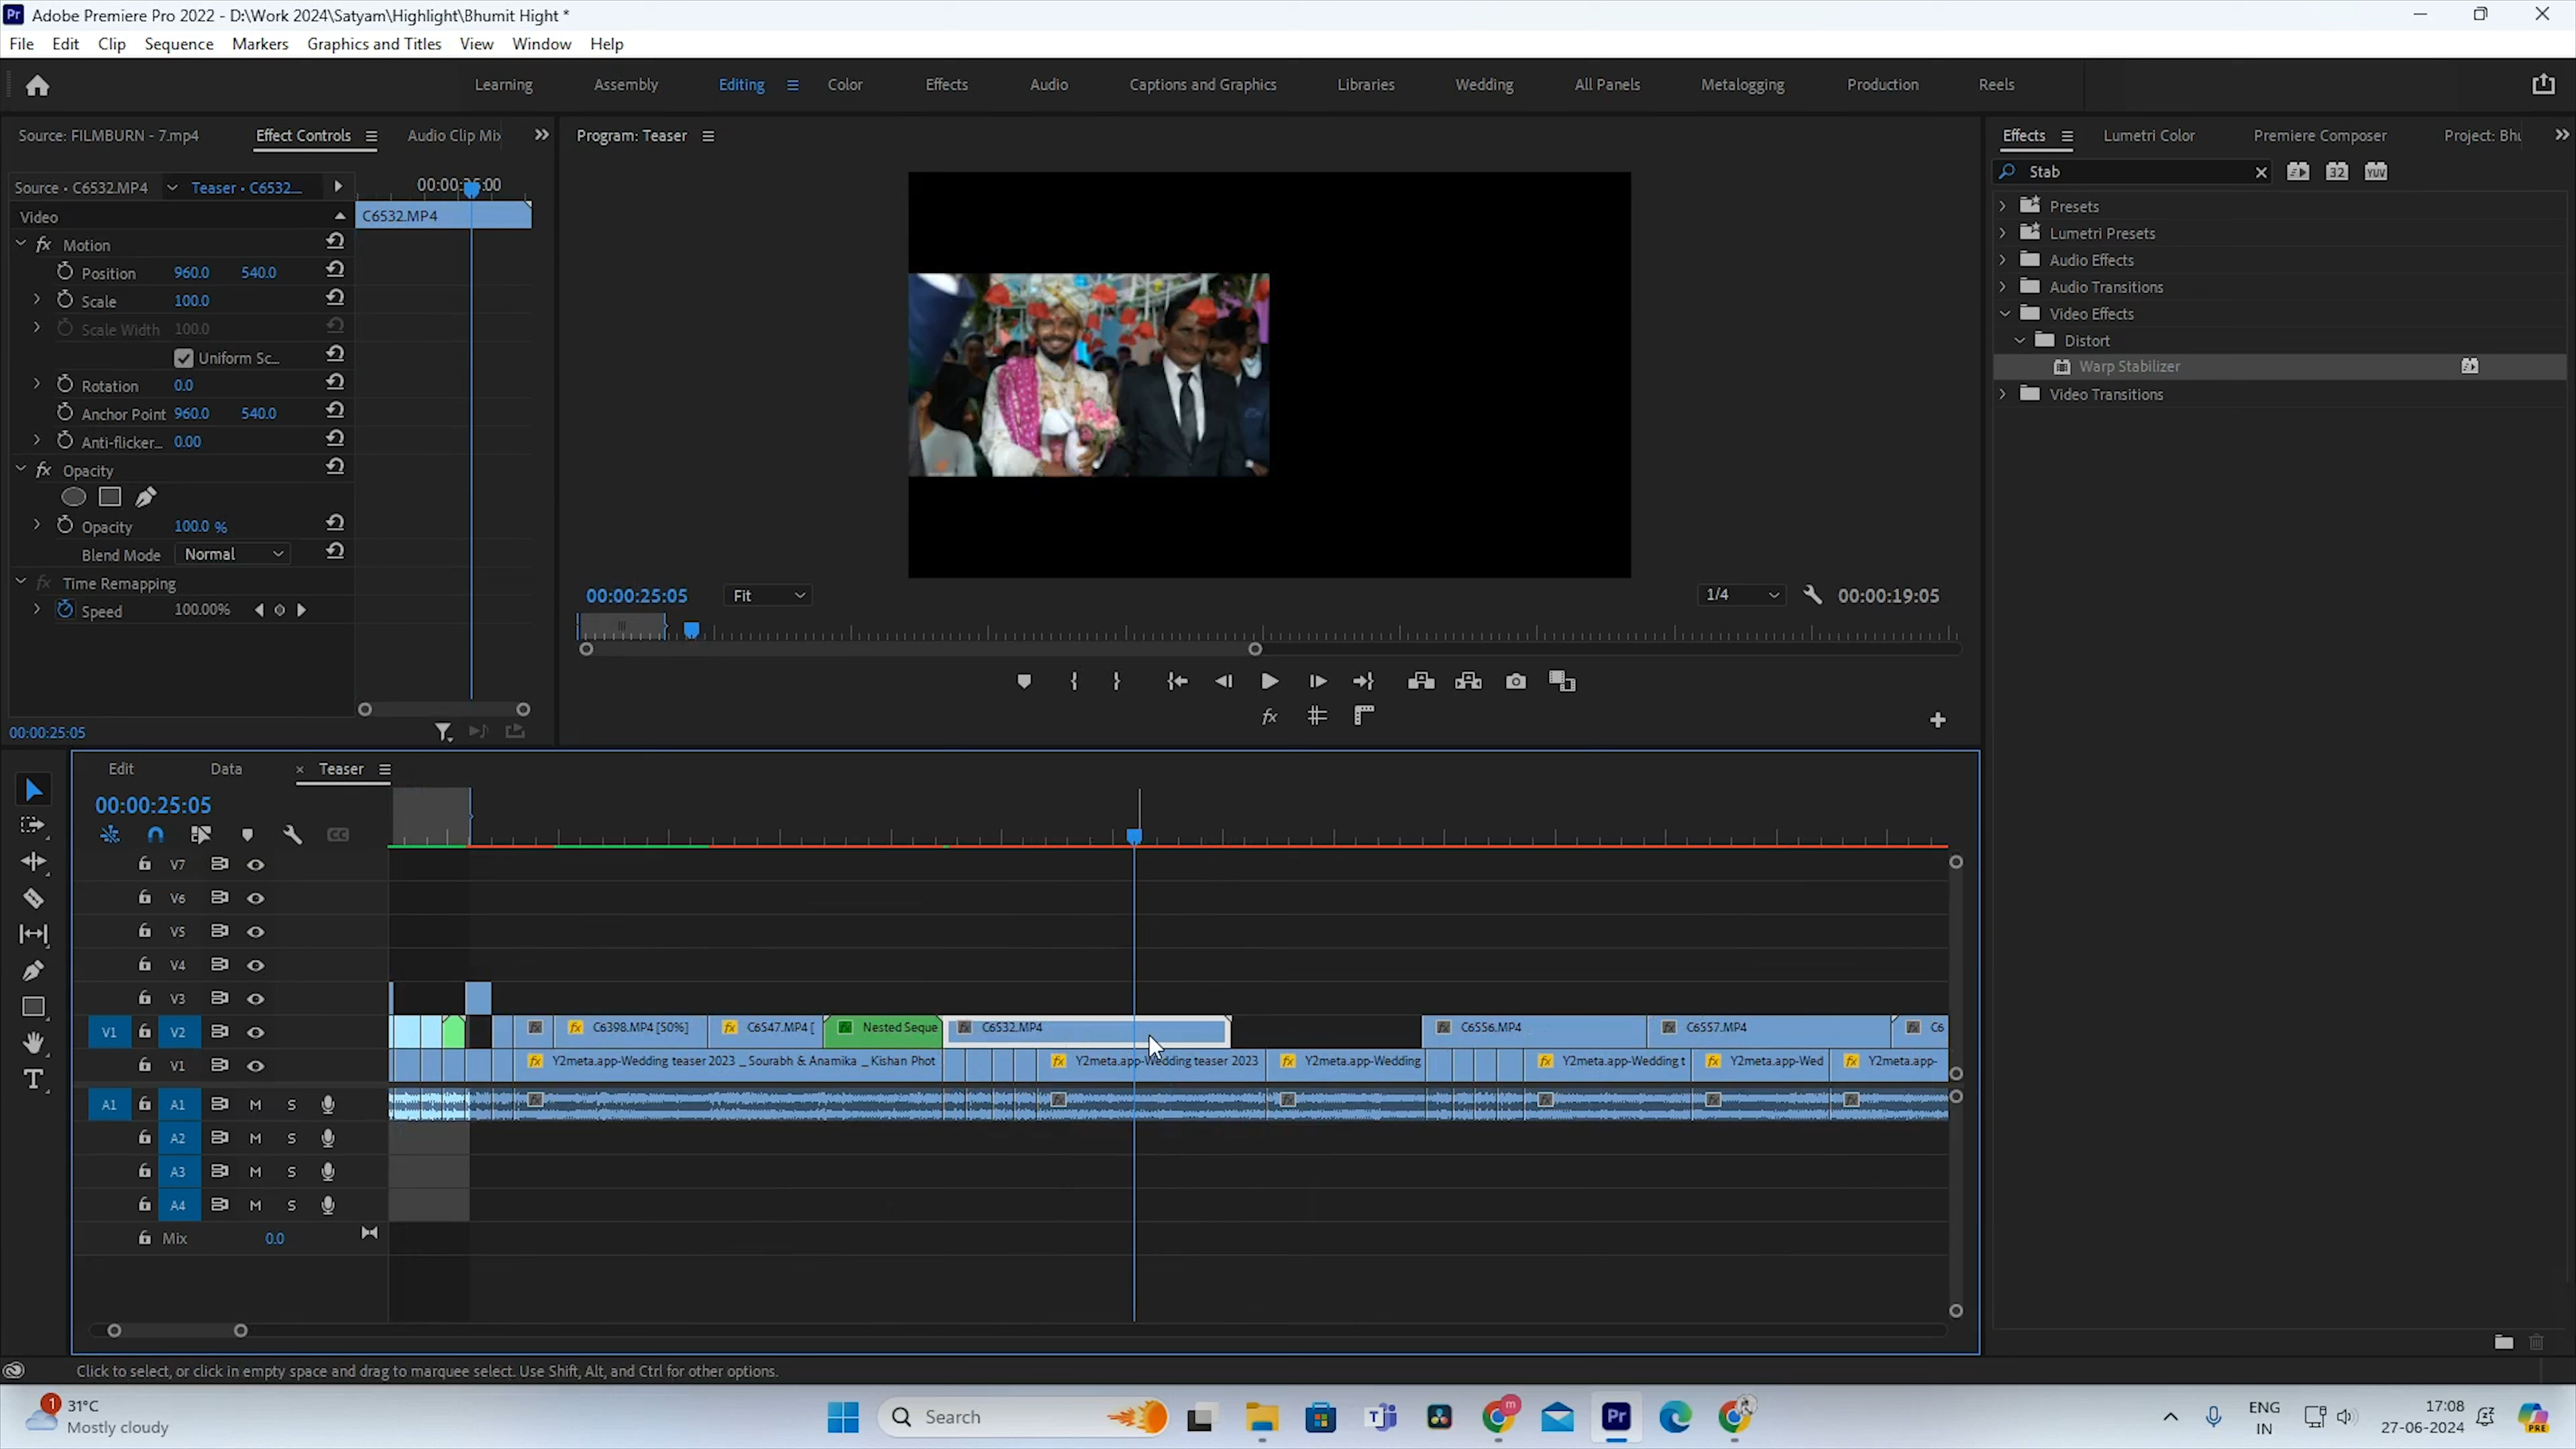 Adobe Premiere Pro 2022 - D:\Work 2024\Satyam\Highlight\Bhumit Hight *
File Edit Clip Sequence Markers Graphics and Titles View Window Help
Learning Assembly Editing Color Effects Audio Captions and Graphics Libraries Wedding All Panels Metalogging Production Reels
Source: FILMBURN - 7.mp4 Effect Controls Audio Clip Mix
Program: Teaser
Effects Lumetri Color Premiere Composer Project: Bhu
Stab
32 YUV
Source • C6532.MP4 Teaser • C6532... 00:00:25:00
Video C6532.MP4
Motion
Position 960.0 540.0
Scale 100.0
Scale Width 100.0
Uniform Sc...
Rotation 0.0
Anchor Point 960.0 540.0
Anti-flicker... 0.00
Opacity
Opacity 100.0 %
Blend Mode Normal
Time Remapping
Speed 100.00%
00:00:25:05
Presets
Lumetri Presets
Audio Effects
Audio Transitions
Video Effects
Distort
Warp Stabilizer
Video Transitions
00:00:25:05 Fit 1/4 00:00:19:05
Edit Data × Teaser
00:00:25:05
V7
V6
V5
V4
V3
V1 V2 C6398.MP4 [50%] C6547.MP4 [ Nested Seque C6532.MP4 C6556.MP4 C6557.MP4 C6
V1 Y2meta.app-Wedding teaser 2023 _ Sourabh & Anamika _ Kishan Phot Y2meta.app-Wedding teaser 2023 Y2meta.app-Wedding Y2meta.app-Wedding t Y2meta.app-Wed Y2meta.app-
A1 A1 M S
A2 M S
A3 M S
A4 M S
Mix 0.0
Click to select, or click in empty space and drag to marquee select. Use Shift, Alt, and Ctrl for other options.
1 31°C
Mostly cloudy
Search
Pr
ENG
IN
17:08
27-06-2024
PRE